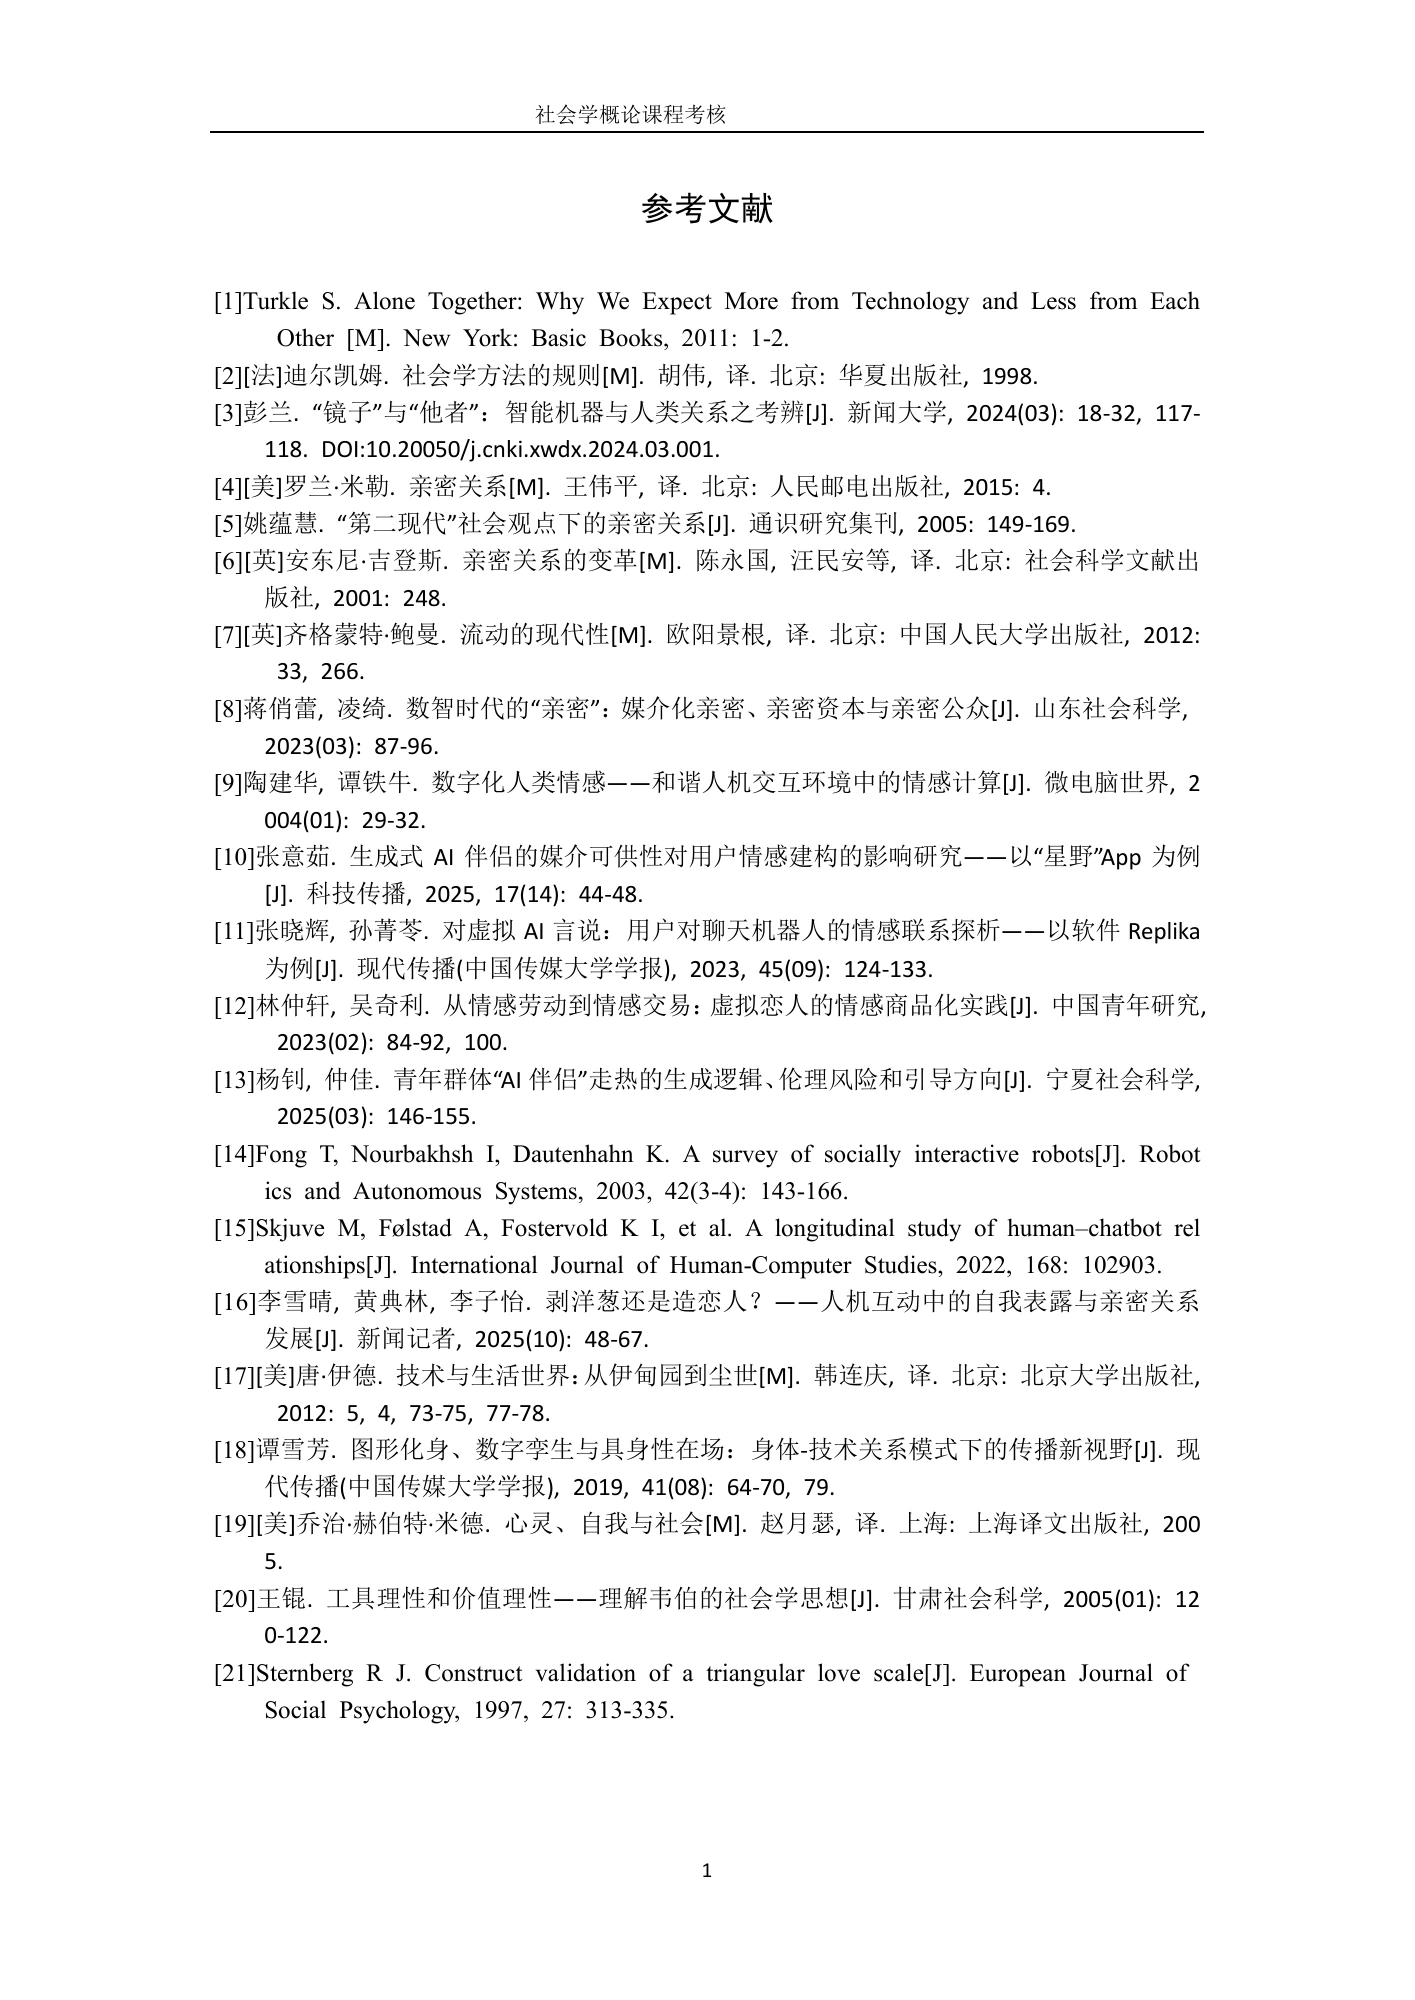 社会学概论课程考核
参考文献
[1]Turkle S. Alone Together: Why We Expect More from Technology and Less from Each
Other [M]. New York: Basic Books, 2011: 1-2.
[2][法]迪尔凯姆. 社会学方法的规则[M]. 胡伟, 译. 北京: 华夏出版社, 1998.
[3]彭兰. “镜子”与“他者”：智能机器与人类关系之考辨[J]. 新闻大学, 2024(03): 18-32, 117-
118. DOI:10.20050/j.cnki.xwdx.2024.03.001.
[4][美]罗兰·米勒. 亲密关系[M]. 王伟平, 译. 北京: 人民邮电出版社, 2015: 4.
[5]姚蕴慧. “第二现代”社会观点下的亲密关系[J]. 通识研究集刊, 2005: 149-169.
[6][英]安东尼·吉登斯. 亲密关系的变革[M]. 陈永国, 汪民安等, 译. 北京: 社会科学文献出
版社, 2001: 248.
[7][英]齐格蒙特·鲍曼. 流动的现代性[M]. 欧阳景根, 译. 北京: 中国人民大学出版社, 2012:
33, 266.
[8]蒋俏蕾, 凌绮. 数智时代的“亲密”：媒介化亲密、亲密资本与亲密公众[J]. 山东社会科学,
2023(03): 87-96.
[9]陶建华, 谭铁牛. 数字化人类情感——和谐人机交互环境中的情感计算[J]. 微电脑世界, 2
004(01): 29-32.
[10]张意茹. 生成式 AI 伴侣的媒介可供性对用户情感建构的影响研究——以“星野”App 为例
[J]. 科技传播, 2025, 17(14): 44-48.
[11]张晓辉, 孙菁苓. 对虚拟 AI 言说：用户对聊天机器人的情感联系探析——以软件 Replika
为例[J]. 现代传播(中国传媒大学学报), 2023, 45(09): 124-133.
[12]林仲轩, 吴奇利. 从情感劳动到情感交易：虚拟恋人的情感商品化实践[J]. 中国青年研究,
2023(02): 84-92, 100.
[13]杨钊, 仲佳. 青年群体“AI 伴侣”走热的生成逻辑、伦理风险和引导方向[J]. 宁夏社会科学,
2025(03): 146-155.
[14]Fong T, Nourbakhsh I, Dautenhahn K. A survey of socially interactive robots[J]. Robot
ics and Autonomous Systems, 2003, 42(3-4): 143-166.
[15]Skjuve M, Følstad A, Fostervold K I, et al. A longitudinal study of human–chatbot rel
ationships[J]. International Journal of Human-Computer Studies, 2022, 168: 102903.
[16]李雪晴, 黄典林, 李子怡. 剥洋葱还是造恋人？——人机互动中的自我表露与亲密关系
发展[J]. 新闻记者, 2025(10): 48-67.
[17][美]唐·伊德. 技术与生活世界：从伊甸园到尘世[M]. 韩连庆, 译. 北京: 北京大学出版社,
2012: 5, 4, 73-75, 77-78.
[18]谭雪芳. 图形化身、数字孪生与具身性在场：身体-技术关系模式下的传播新视野[J]. 现
代传播(中国传媒大学学报), 2019, 41(08): 64-70, 79.
[19][美]乔治·赫伯特·米德. 心灵、自我与社会[M]. 赵月瑟, 译. 上海: 上海译文出版社, 200
5.
[20]王锟. 工具理性和价值理性——理解韦伯的社会学思想[J]. 甘肃社会科学, 2005(01): 12
0-122.
[21]Sternberg R J. Construct validation of a triangular love scale[J]. European Journal of
Social Psychology, 1997, 27: 313-335.
1